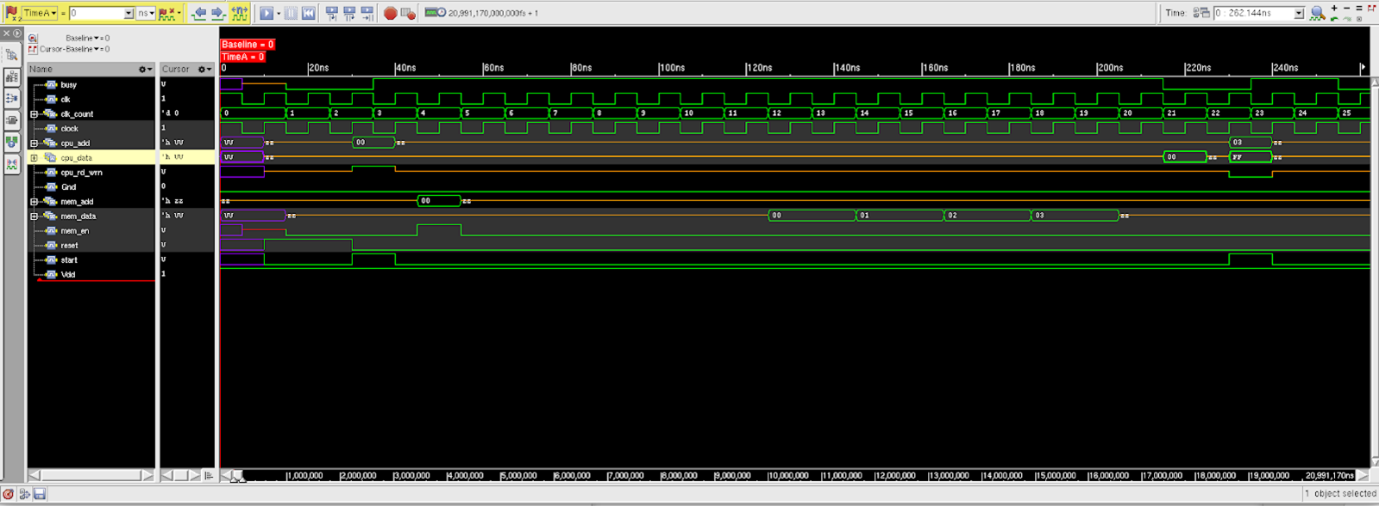 TimeA = 0 ns 20,991,170,000,000fs + 1 Time: 0 : 262.144ns
Baseline = 0
Cursor-Baseline = 0
Baseline = 0
TimeA = 0
Name Cursor 0 20ns 40ns 60ns 80ns 100ns 120ns 140ns 160ns 180ns 200ns 220ns 240ns
busy U
clk 1
clk_count 'd 0 0 1 2 3 4 5 6 7 8 9 10 11 12 13 14 15 16 17 18 19 20 21 22 23 24 25
clock 1
cpu_add 'h UU UU zz 00 zz 03 zz
cpu_data 'h UU UU zz 00 zz FF zz
cpu_rd_wrn U
Gnd 0
mem_add 'h zz zz 00 zz
mem_data 'h UU UU zz 00 01 02 03 zz
mem_en U
reset U
start U
Vdd 1
1,000,000 2,000,000 3,000,000 4,000,000 5,000,000 6,000,000 7,000,000 8,000,000 9,000,000 10,000,000 11,000,000 12,000,000 13,000,000 14,000,000 15,000,000 16,000,000 17,000,000 18,000,000 19,000,000 20,991,170ns
1 object selected